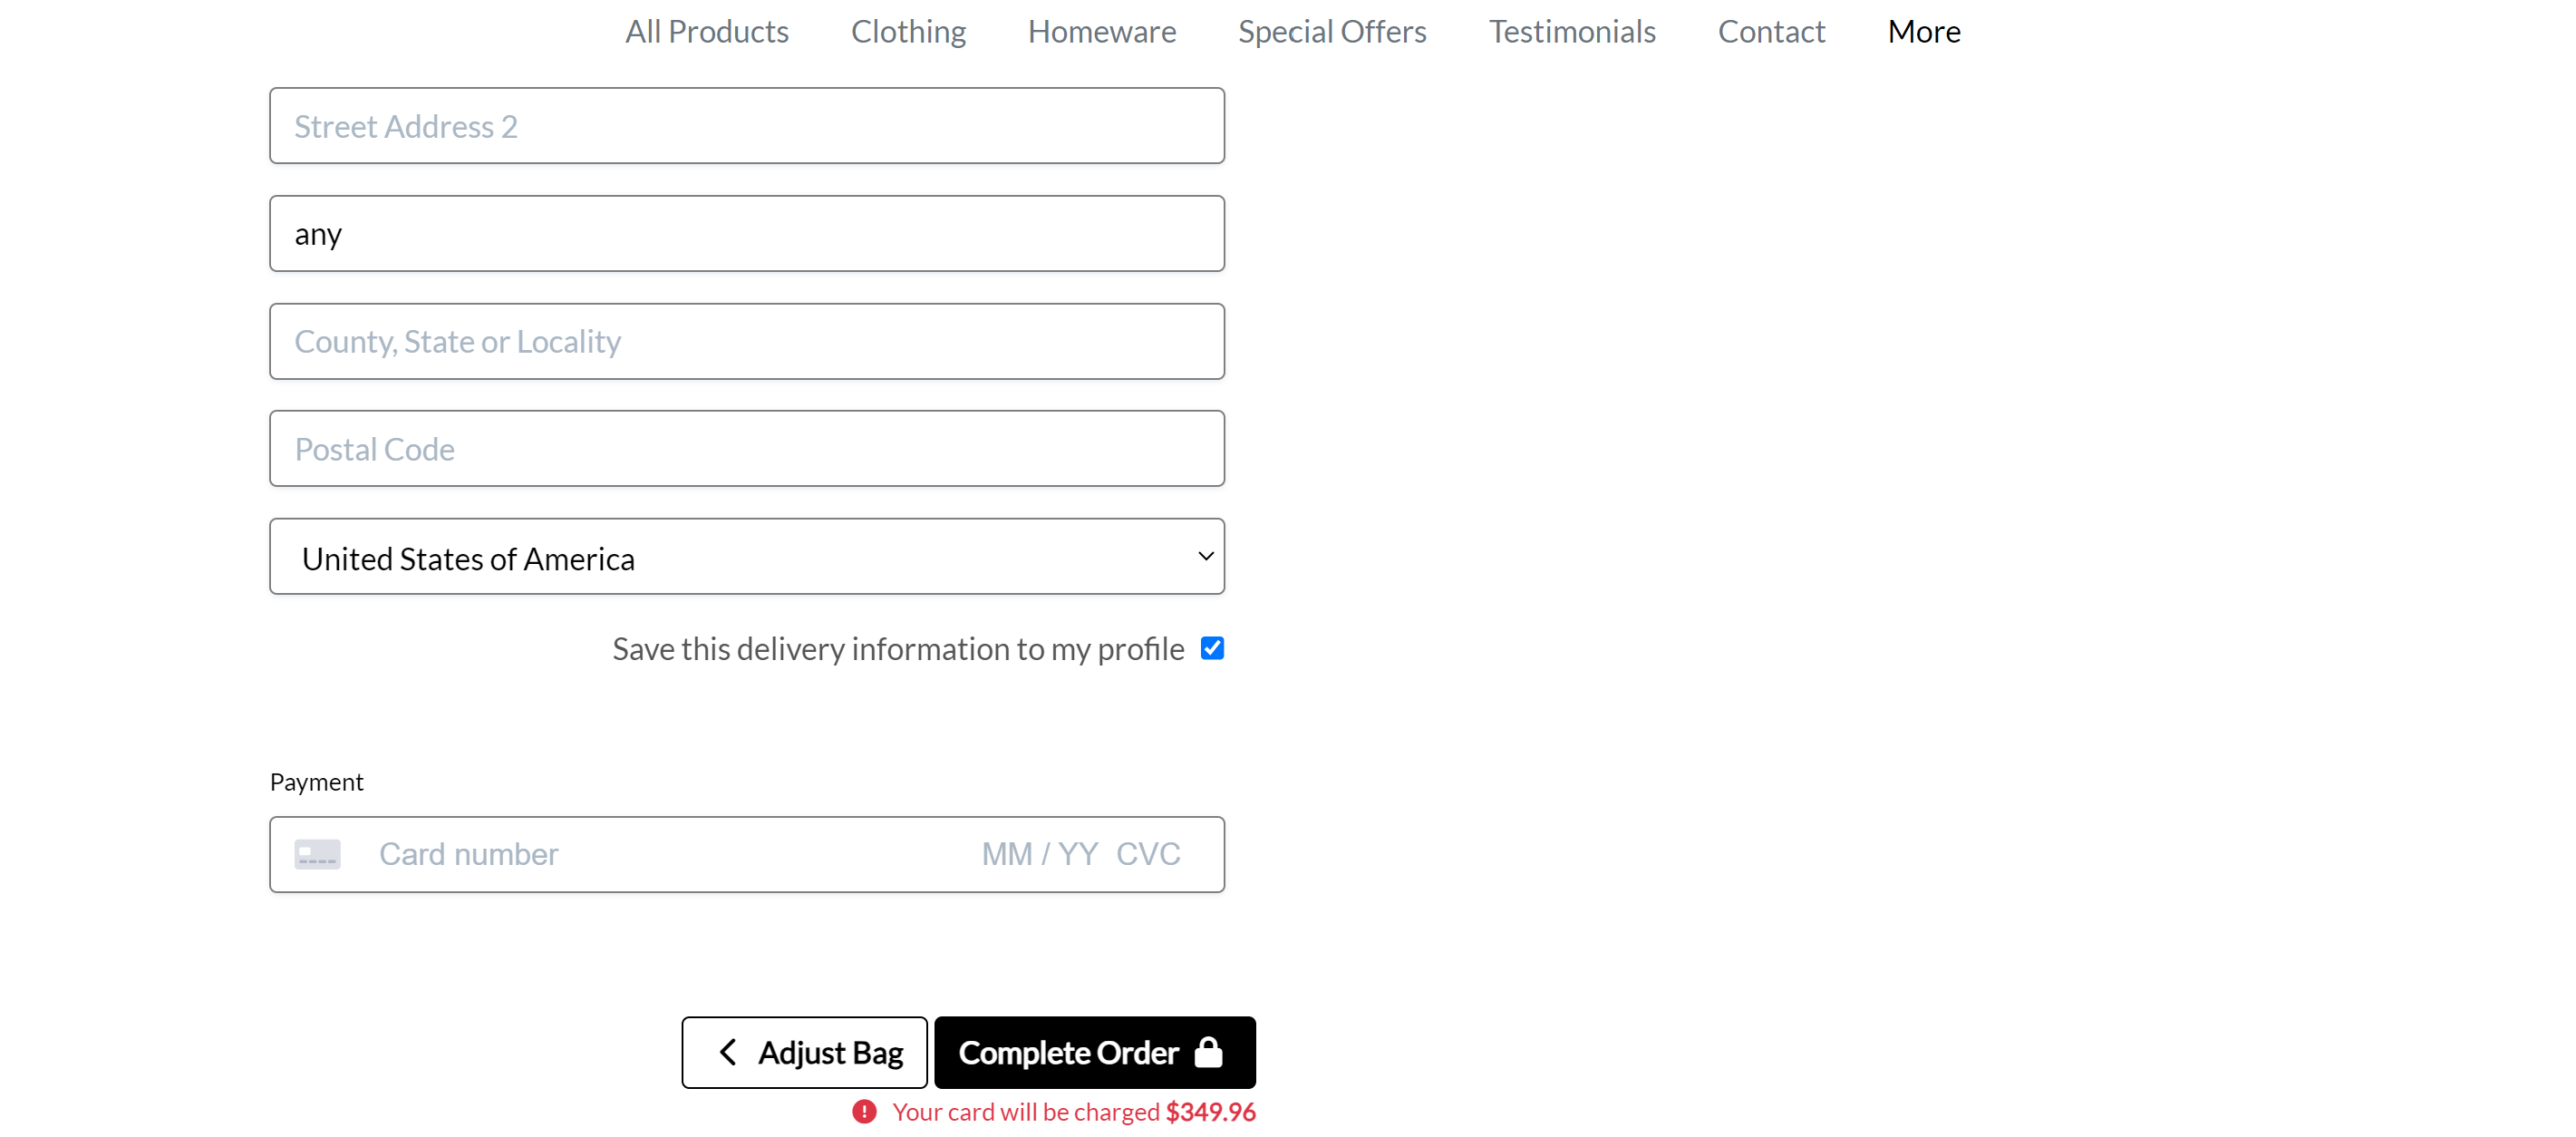 All Products Clothing Homeware Special Offers Testimonials Contact More
Street Address 2
any
County, State or Locality
Postal Code
United States of America
Save this delivery information to my profile
Payment
Card number MM / YY CVC
Adjust Bag Complete Order
Your card will be charged $349.96